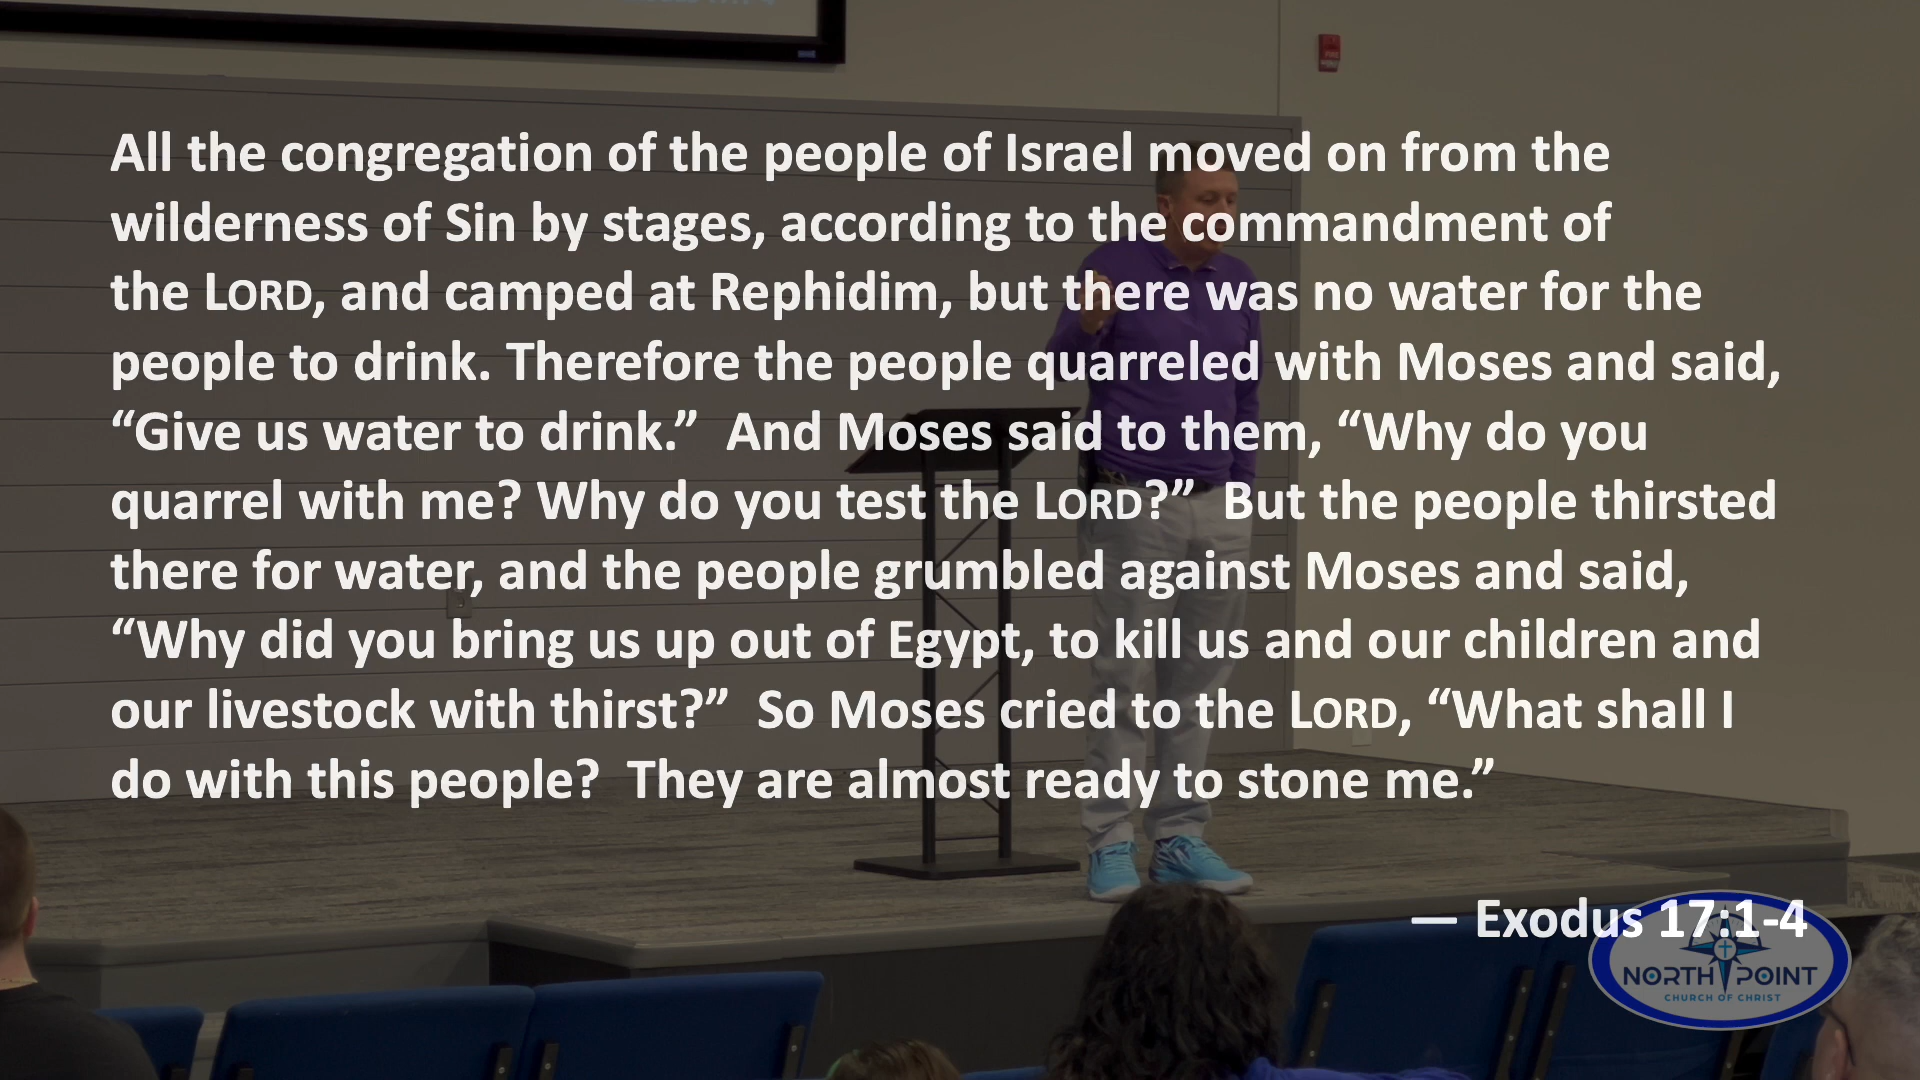 All the congregation of the people of Israel moved on from the
wilderness of Sin by stages, according to the commandment of
the LORD, and camped at Rephidim, but there was no water for the
people to drink. Therefore the people quarreled with Moses and said,
“Give us water to drink.”  And Moses said to them, “Why do you
quarrel with me? Why do you test the LORD?”  But the people thirsted
there for water, and the people grumbled against Moses and said,
“Why did you bring us up out of Egypt, to kill us and our children and
our livestock with thirst?”  So Moses cried to the LORD, “What shall I
do with this people?  They are almost ready to stone me.”
— Exodus 17:1-4
NORTH POINT
CHURCH OF CHRIST